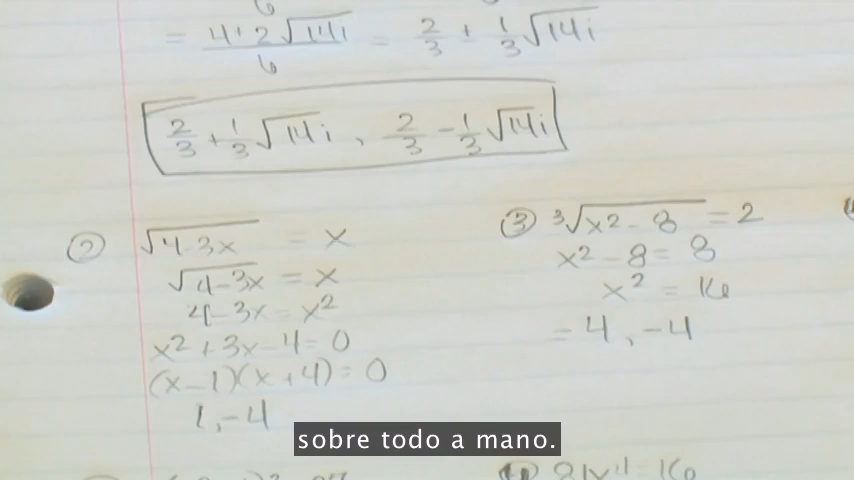 = 4+2√14i / 6 = 2/3 + 1/3 √14i
2/3 + 1/3 √14i , 2/3 - 1/3 √14i
② √4-3x = x
√4-3x = x
4-3x = x²
x²+3x-4=0
(x-1)(x+4)=0
1,-4
③ ³√x²-8 = 2
x²-8=8
x² = 16
= 4,-4
sobre todo a mano.